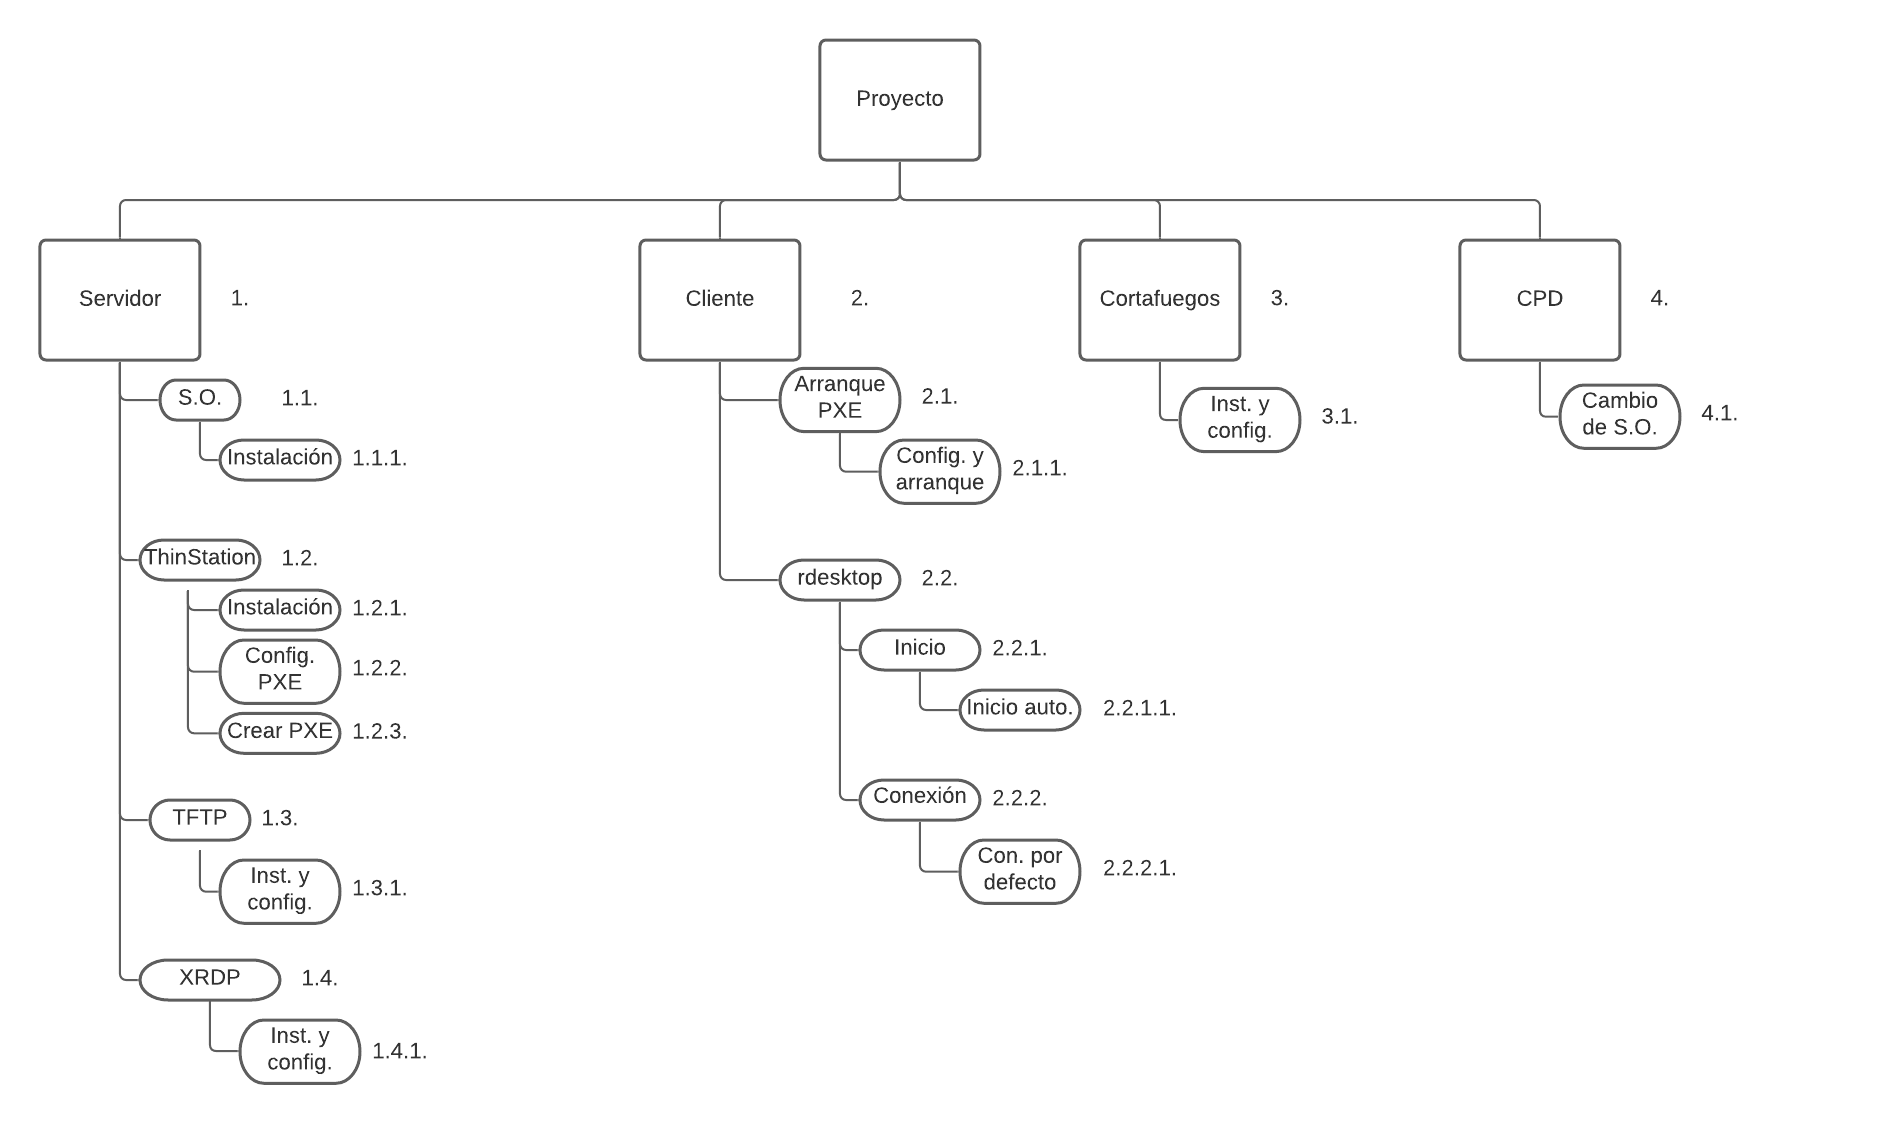 Proyecto
Servidor
1.
Cliente
2.
Cortafuegos
3.
CPD
4.
S.O.
1.1.
Instalación
1.1.1.
ThinStation
1.2.
Instalación
1.2.1.
Config.
PXE
1.2.2.
Crear PXE
1.2.3.
TFTP
1.3.
Inst. y
config.
1.3.1.
XRDP
1.4.
Inst. y
config.
1.4.1.
Arranque
PXE
2.1.
Config. y
arranque
2.1.1.
rdesktop
2.2.
Inicio
2.2.1.
Inicio auto.
2.2.1.1.
Conexión
2.2.2.
Con. por
defecto
2.2.2.1.
Inst. y
config.
3.1.
Cambio
de S.O.
4.1.